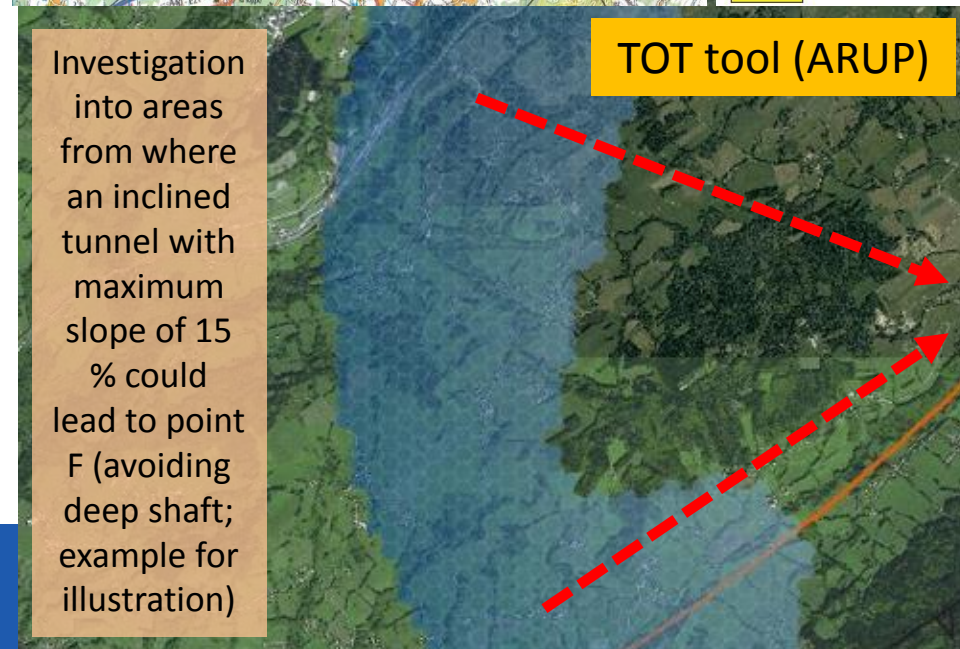 TOT tool (ARUP)
Investigation
into areas
from where
an inclined
tunnel with
maximum
slope of 15
% could
lead to point
F (avoiding
deep shaft;
example for
illustration)